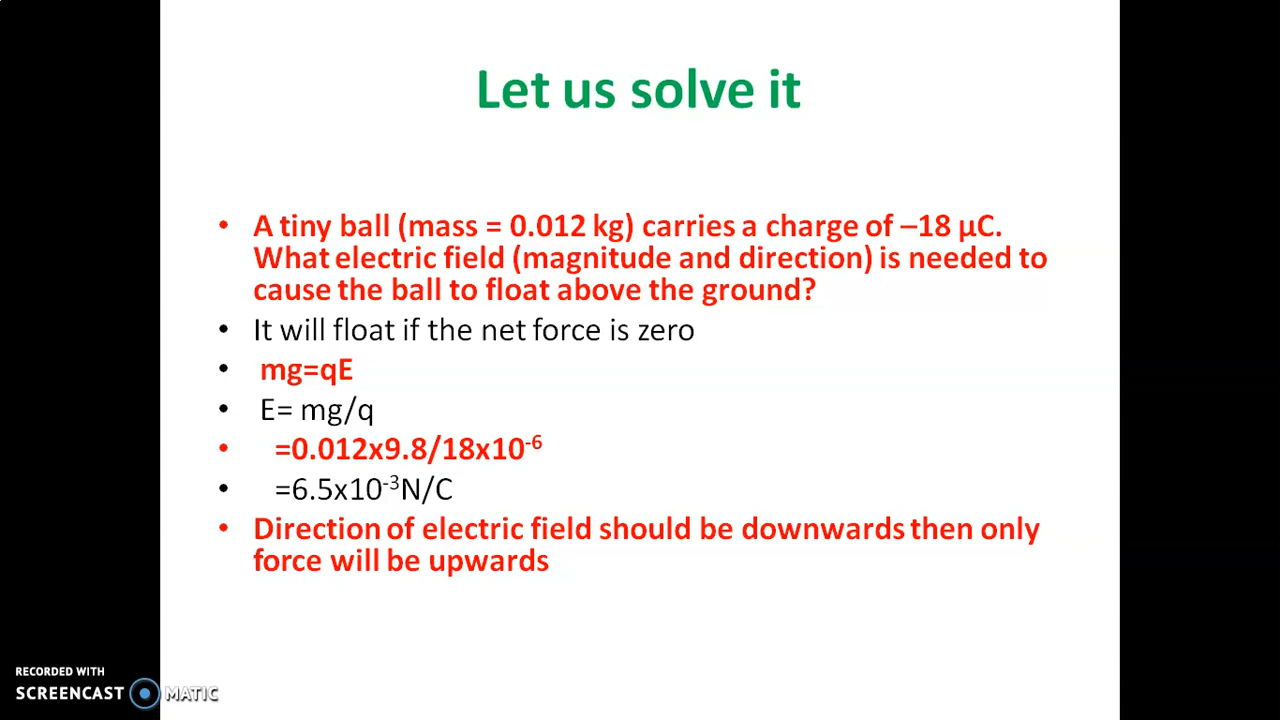 Let us solve it
• A tiny ball (mass = 0.012 kg) carries a charge of –18 µC.
What electric field (magnitude and direction) is needed to
cause the ball to float above the ground?
• It will float if the net force is zero
• mg=qE
• E= mg/q
• =0.012x9.8/18x10⁻⁶
• =6.5x10⁻³N/C
• Direction of electric field should be downwards then only
force will be upwards
RECORDED WITH
SCREENCAST MATIC